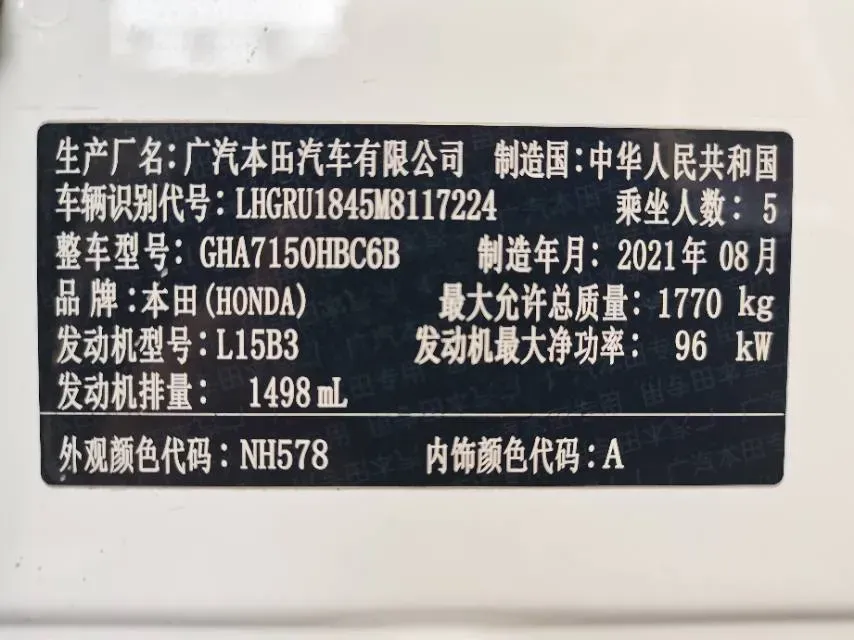 生产厂名:广汽本田汽车有限公司 制造国:中华人民共和国
车辆识别代号:LHGRU1845M8117224 乘坐人数: 5
整车型号:GHA7150HBC6B 制造年月:2021年08月
品牌:本田(HONDA) 最大允许总质量:1770 kg
发动机型号:L15B3 发动机最大净功率: 96 kW
发动机排量: 1498mL
外观颜色代码:NH578 内饰颜色代码:A